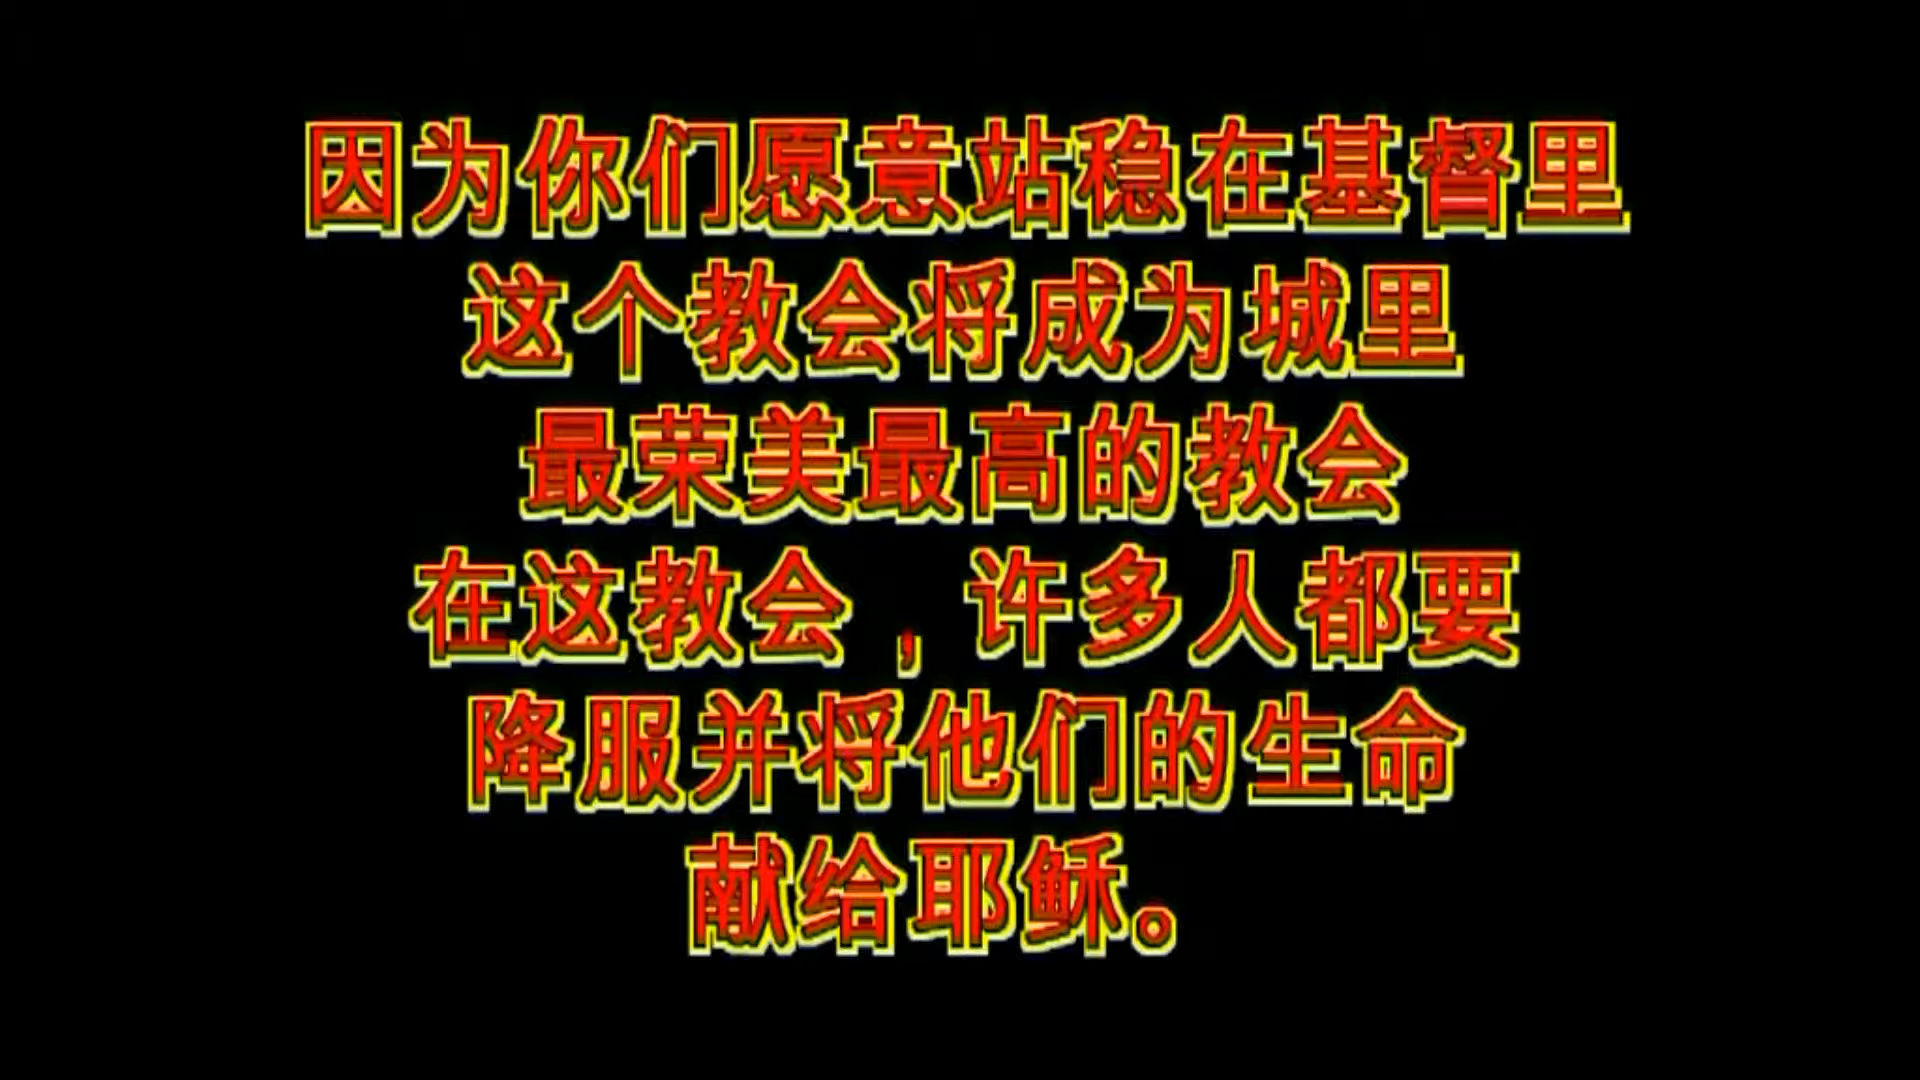 因为你们愿意站稳在基督里
这个教会将成为城里
最荣美最高的教会
在这教会，许多人都要
降服并将他们的生命
献给耶稣。